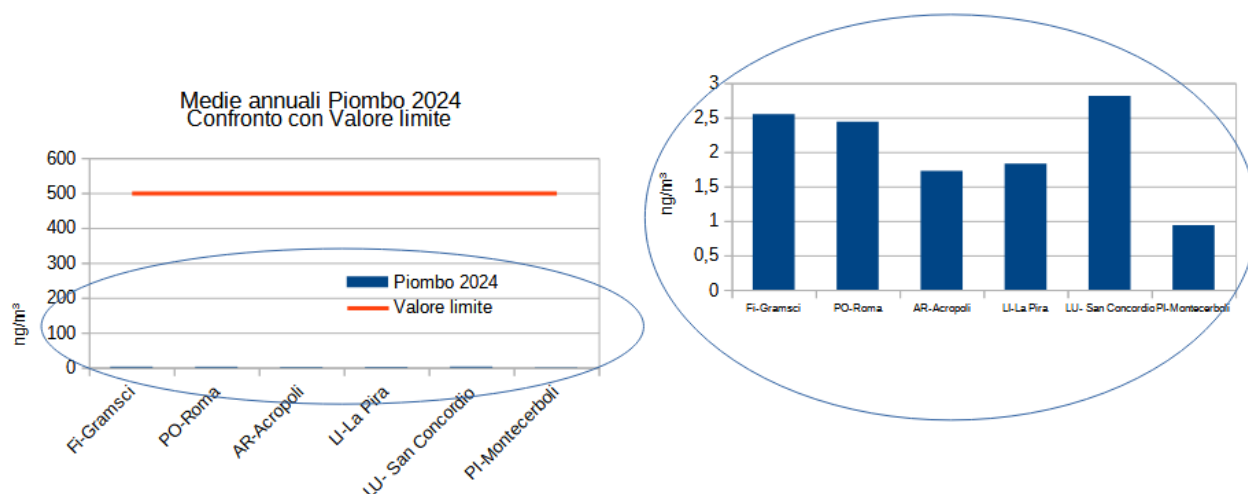 Medie annuali Piombo 2024
Confronto con Valore limite
600
500
400
300
200
100
0
ng/m³
Piombo 2024
Valore limite
Fi-Gramsci
PO-Roma
AR-Acropoli
LI-La Pira
LU- San Concordio
PI-Montecerboli
3
2,5
2
1,5
1
0,5
0
ng/m³
Fi-Gramsci
PO-Roma
AR-Acropoli
LI-La Pira
LU- San Concordio
PI-Montecerboli